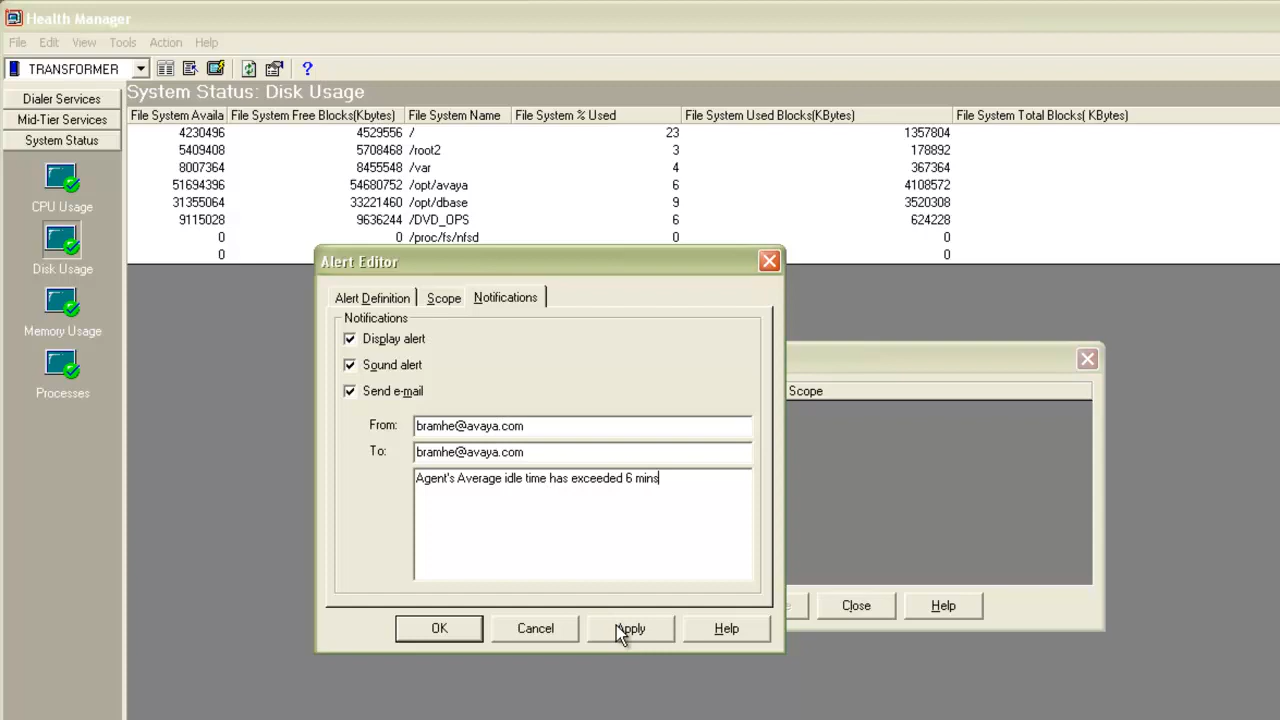 Health Manager
File Edit View Tools Action Help
TRANSFORMER
Dialer Services
Mid-Tier Services
System Status
CPU Usage
Disk Usage
Memory Usage
Processes
System Status: Disk Usage
File System Availa File System Free Blocks(Kbytes) File System Name File System % Used File System Used Blocks(KBytes) File System Total Blocks( KBytes)
4230496 4529556 / 23 1357804
5409408 5708468 /root2 3 178892
8007364 8455548 /var 4 367364
51694396 54680752 /opt/avaya 6 4108572
31355064 33221460 /opt/dbase 9 3520308
9115028 9636244 /DVD_OPS 6 624228
0 0 /proc/fs/nfsd 0 0
0 0
Alert Editor
Alert Definition Scope Notifications
Notifications
Display alert
Sound alert
Send e-mail
From: bramhe@avaya.com
To: bramhe@avaya.com
Agent's Average idle time has exceeded 6 mins
OK Cancel Apply Help
Scope
Close Help